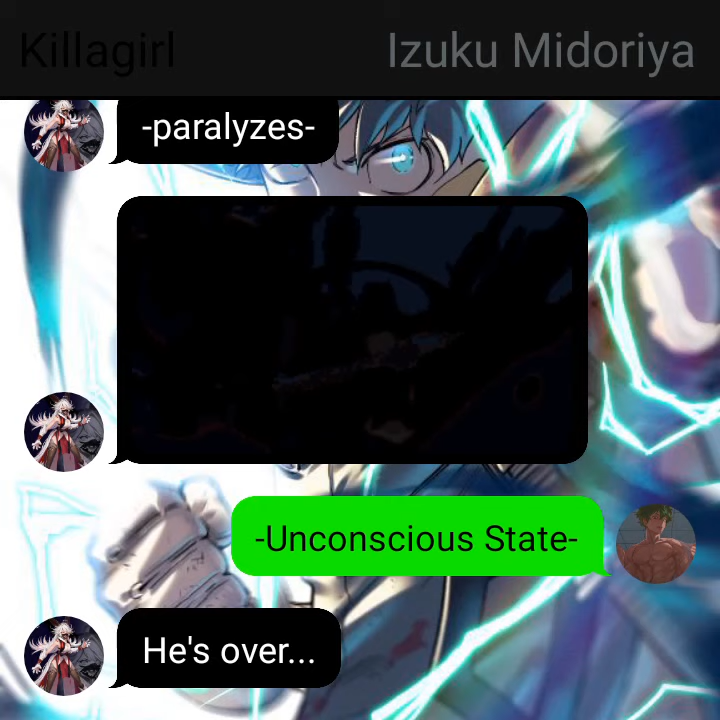 Killagirl
Izuku Midoriya
-paralyzes-
-Unconscious State-
He's over...